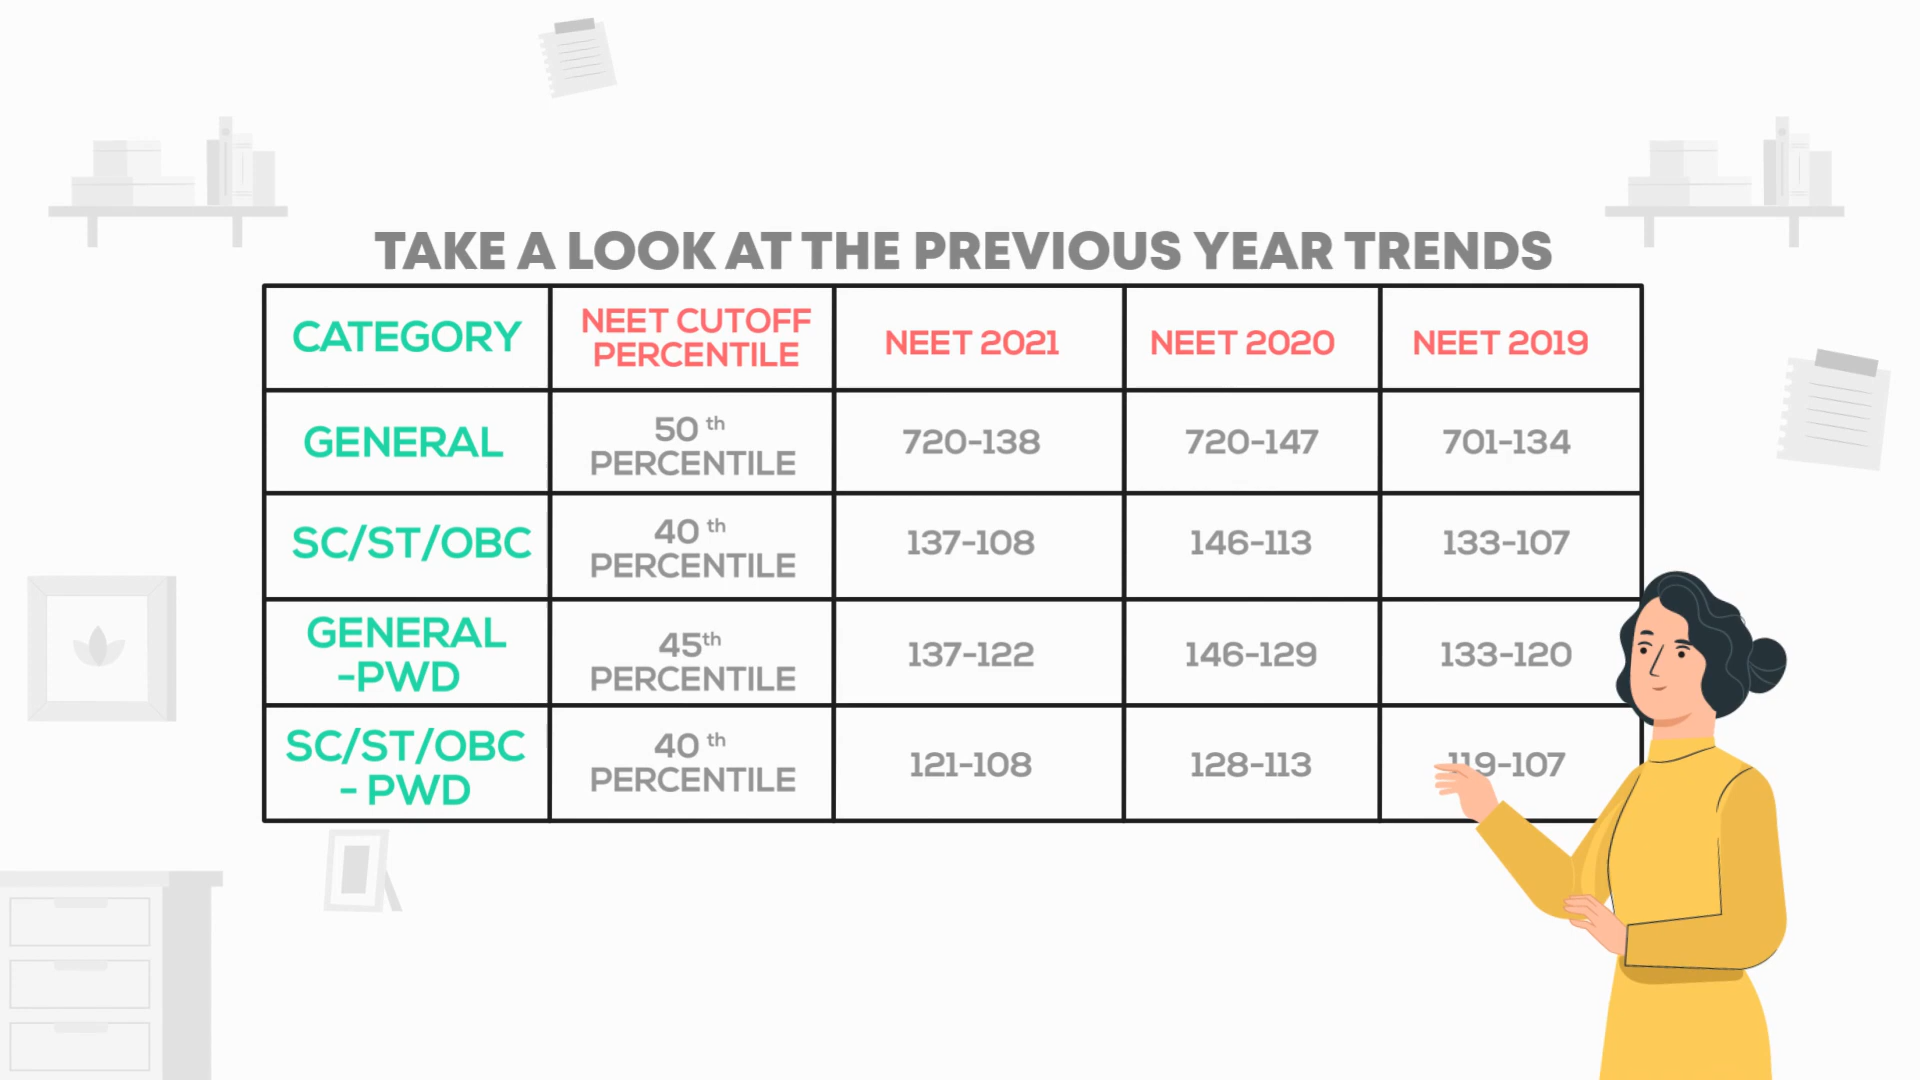 TAKE A LOOK AT THE PREVIOUS YEAR TRENDS
CATEGORY
NEET CUTOFF
PERCENTILE
NEET 2021
NEET 2020
NEET 2019
GENERAL
50 th
PERCENTILE
720-138
720-147
701-134
SC/ST/OBC
40 th
PERCENTILE
137-108
146-113
133-107
GENERAL
-PWD
45th
PERCENTILE
137-122
146-129
133-120
SC/ST/OBC
- PWD
40 th
PERCENTILE
121-108
128-113
119-107